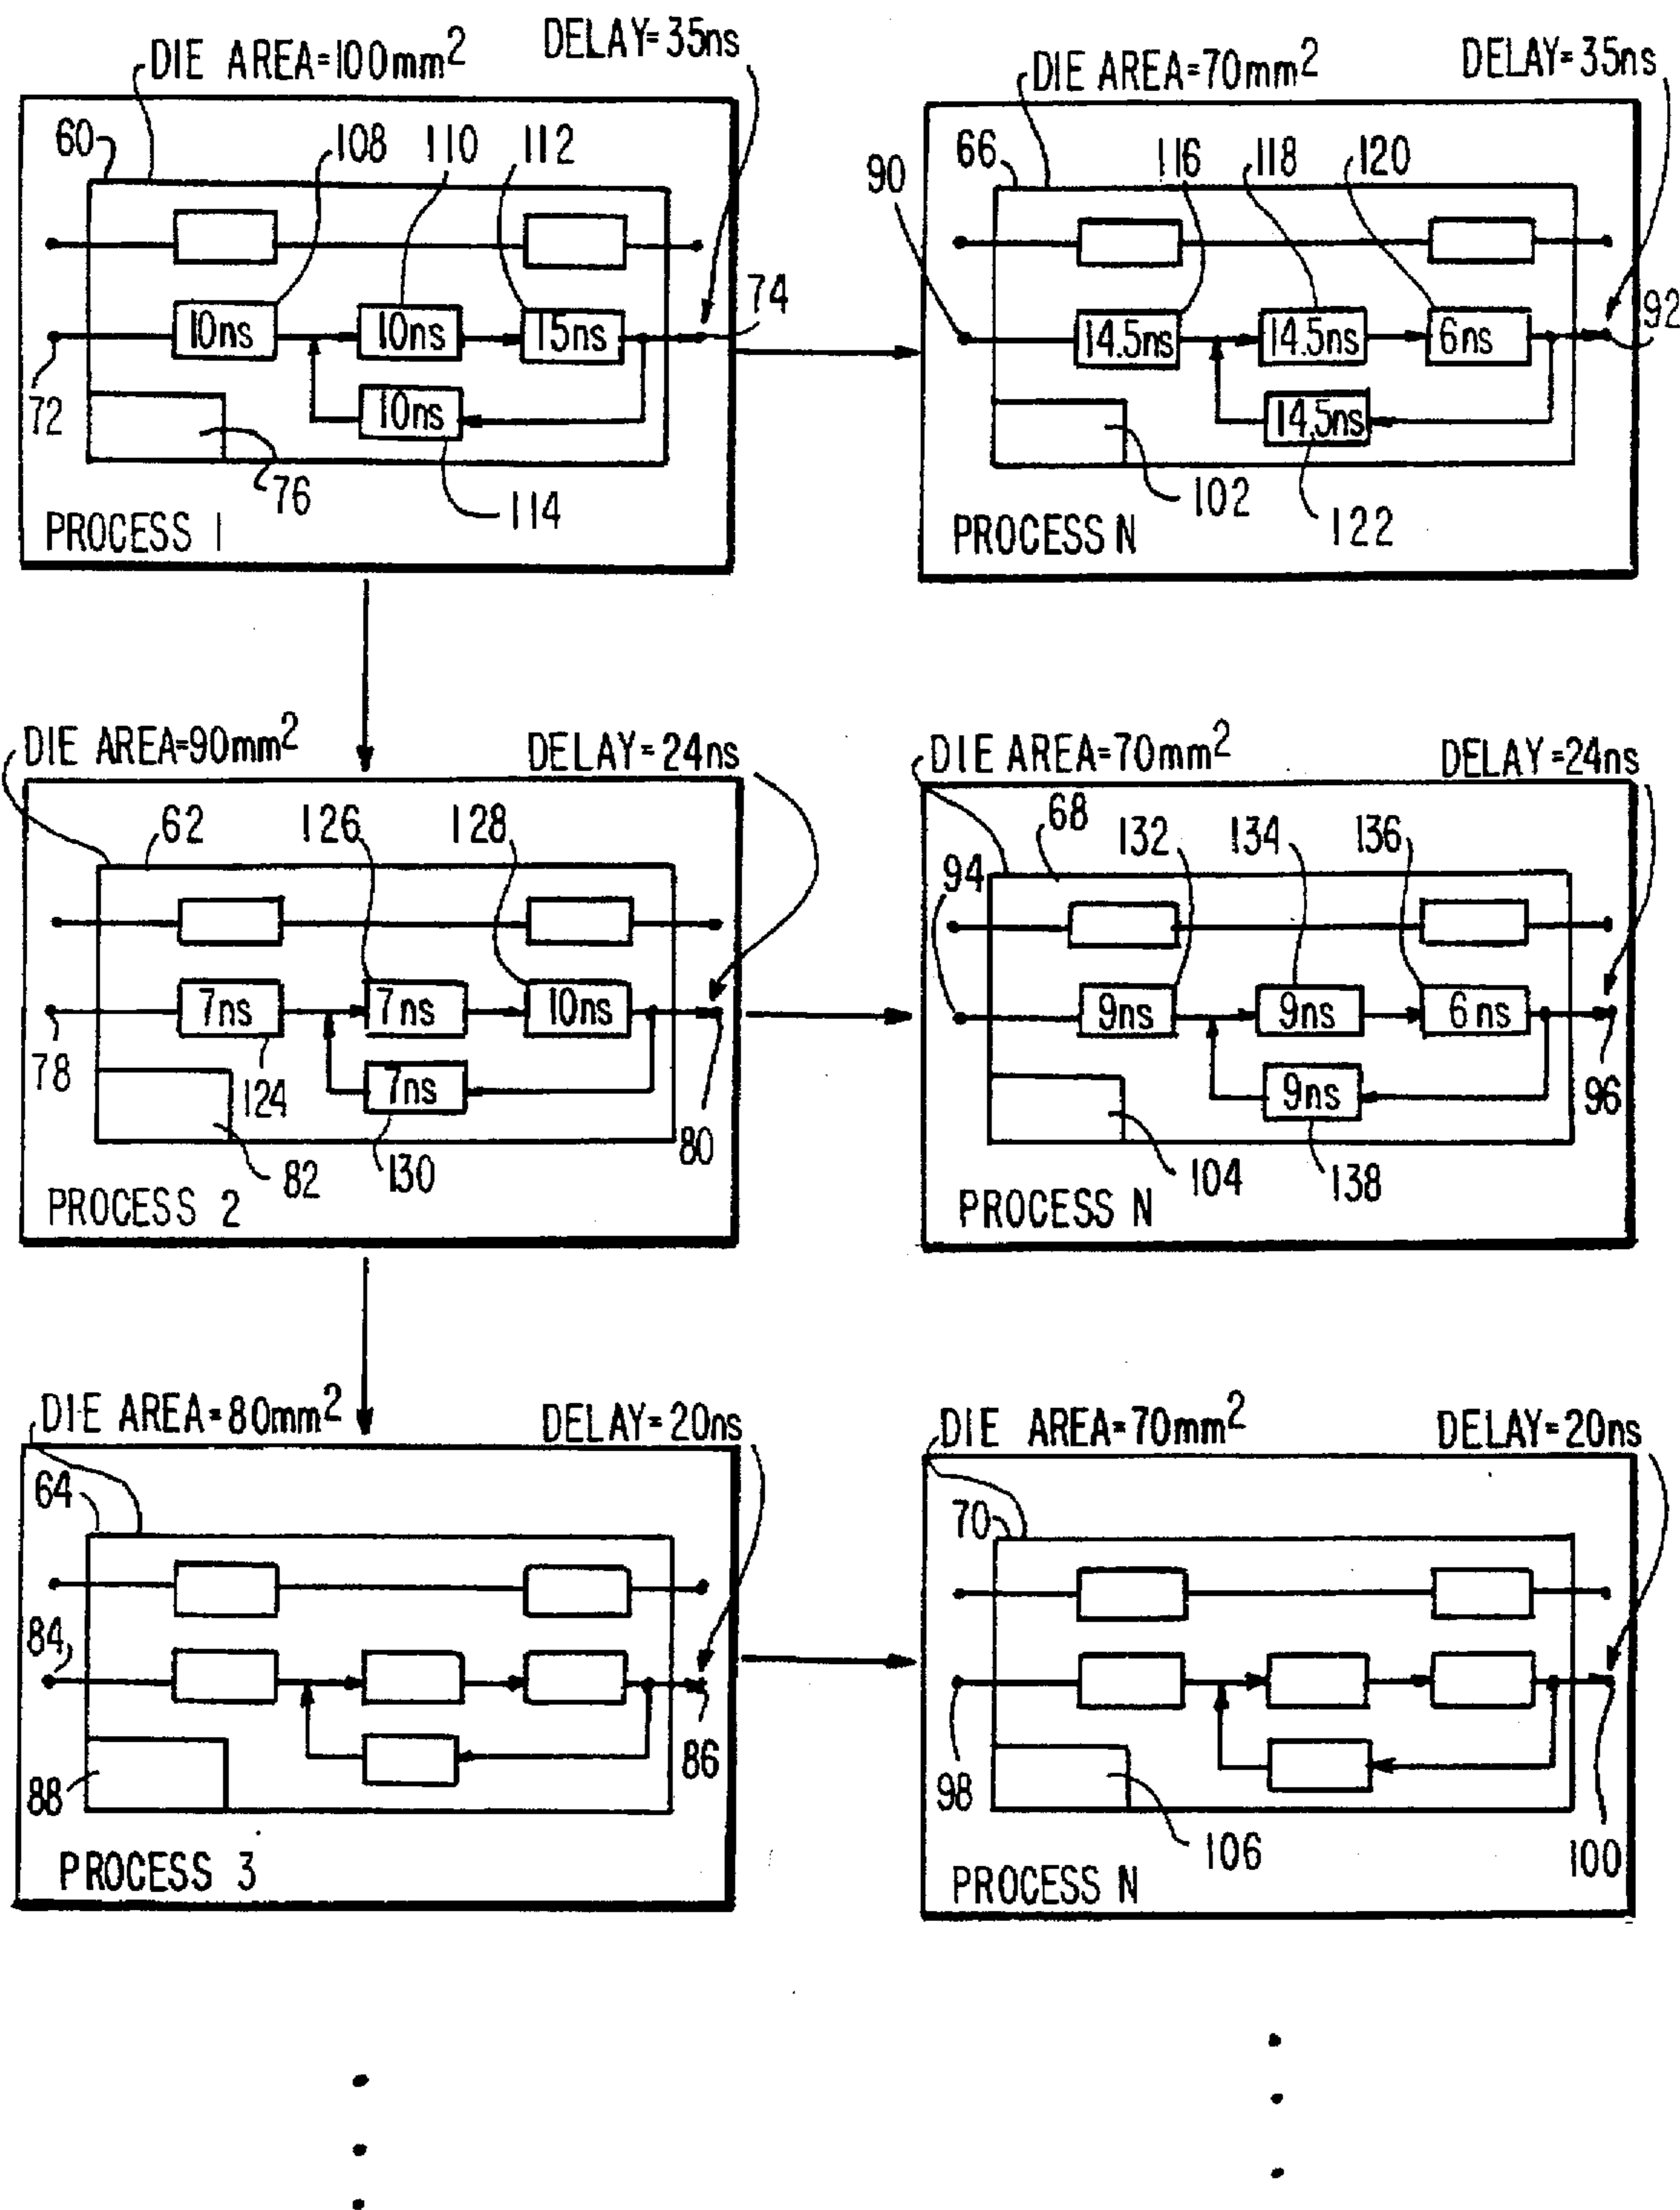 DIE AREA=100mm2
DELAY=35ns
60
108
110
112
10ns
10ns
15ns
10ns
74
72
76
114
PROCESS 1
DIE AREA=70mm2
DELAY=35ns
90
66
116
118
120
14.5ns
14.5ns
6ns
14.5ns
92
102
122
PROCESS N
DIE AREA=90mm2
DELAY=24ns
62
126
128
7ns
7ns
10ns
7ns
78
124
82
130
80
PROCESS 2
DIE AREA=70mm2
DELAY=24ns
94
68
132
134
136
9ns
9ns
6ns
9ns
96
104
138
PROCESS N
DIE AREA=80mm2
DELAY=20ns
64
84
86
88
PROCESS 3
DIE AREA=70mm2
DELAY=20ns
70
98
106
100
PROCESS N